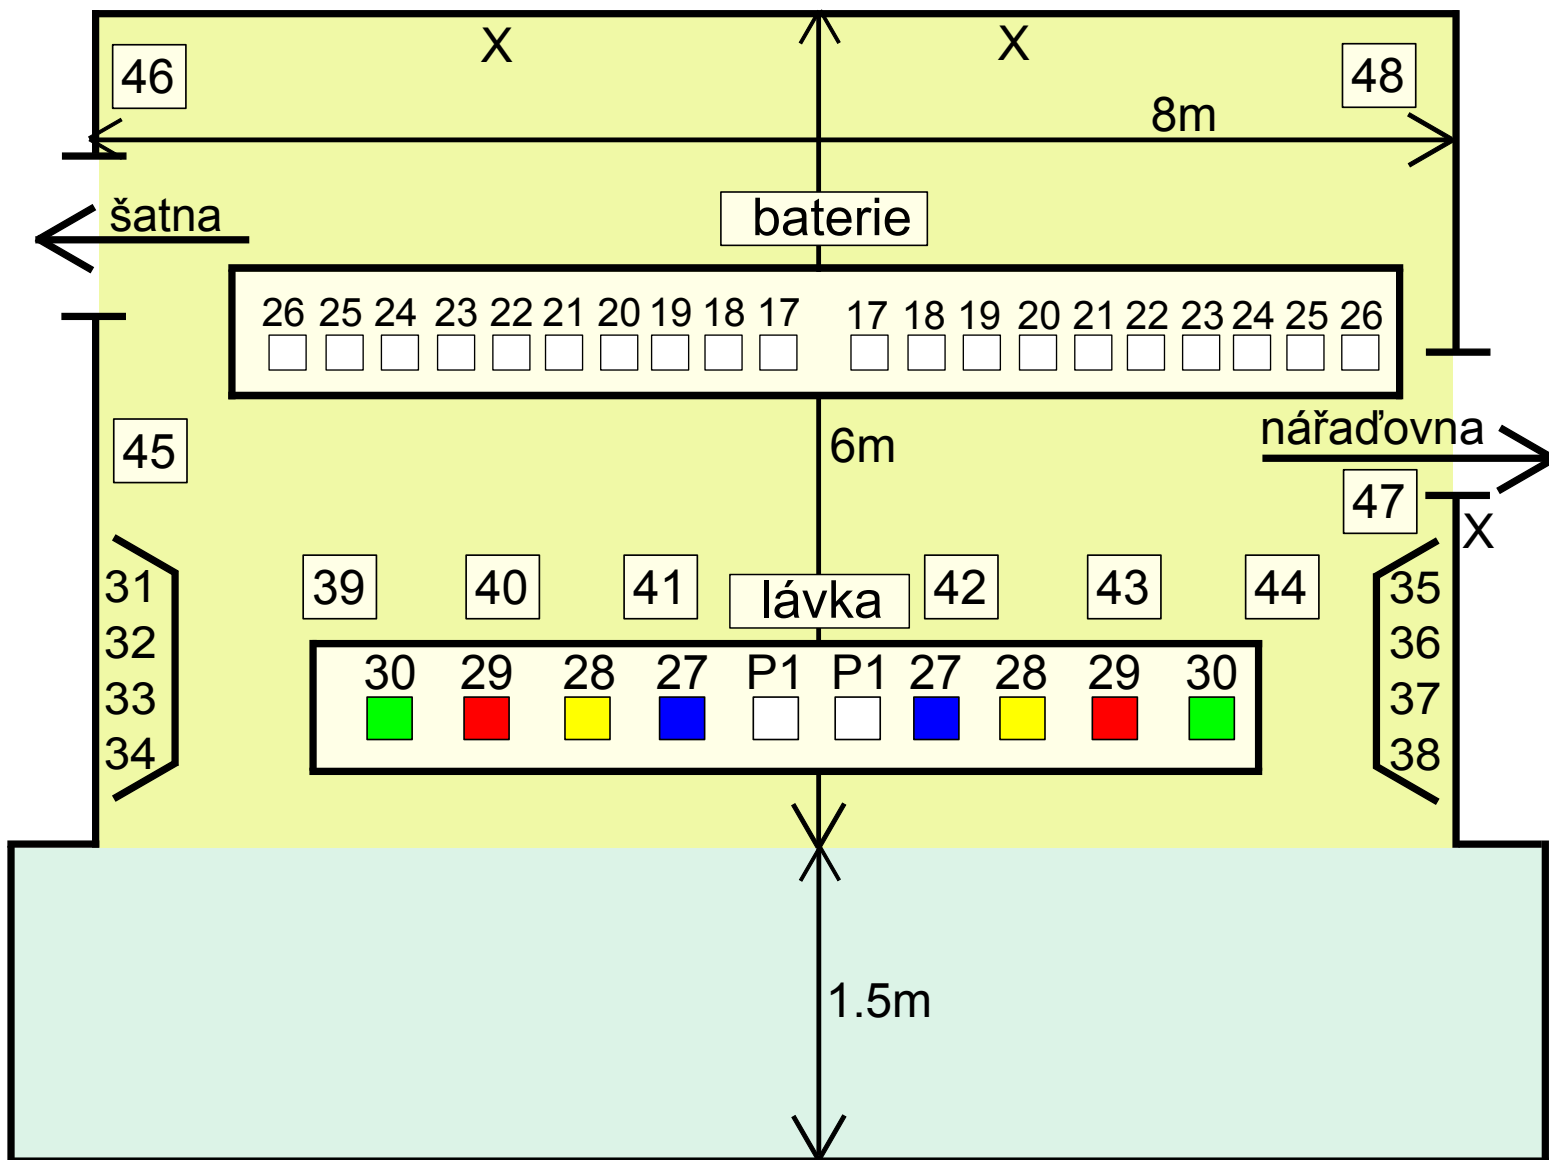 X X
46 48
8m
šatna
baterie
26 25 24 23 22 21 20 19 18 17 17 18 19 20 21 22 23 24 25 26
45 6m nářaďovna
47
X
39 40 41 lávka 42 43 44
31 35
32 36
33 37
34 38
30 29 28 27 P1 P1 27 28 29 30
1.5m